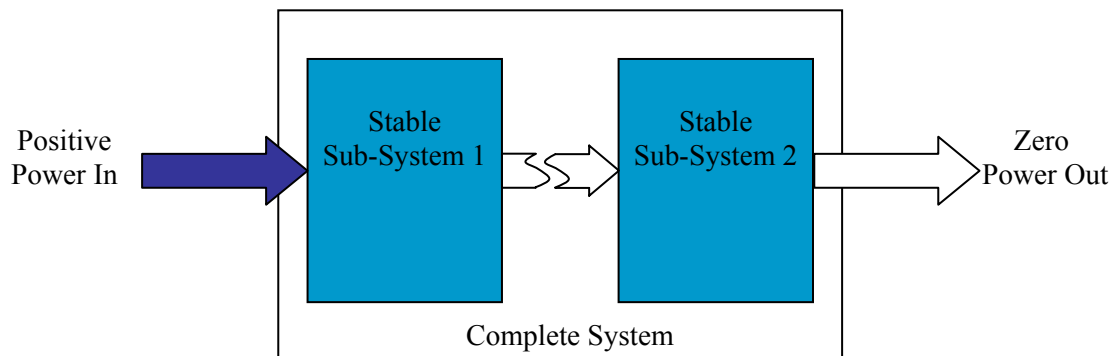 Positive
Power In
Stable
Sub-System 1
Stable
Sub-System 2
Zero
Power Out
Complete System